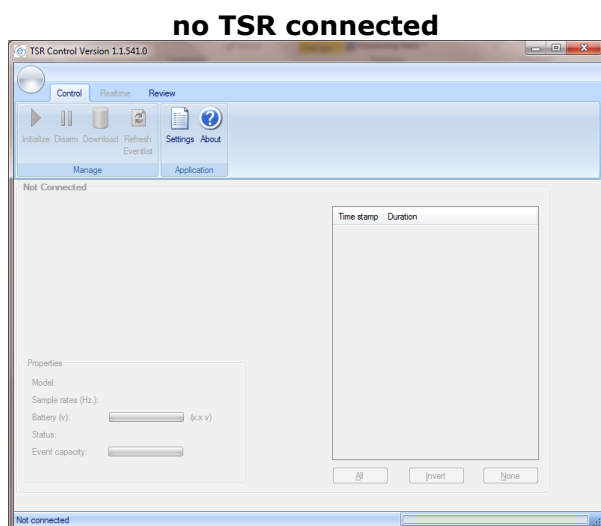 no TSR connected
TSR Control Version 1.1.541.0
Control Realtime Review
Initialize Disarm Download Refresh Eventlist Settings About
Manage Application
Not Connected
Time stamp Duration
Properties
Model:
Sample rates (Hz.):
Battery (v): (x.x v)
Status:
Event capacity:
All Invert None
Not connected